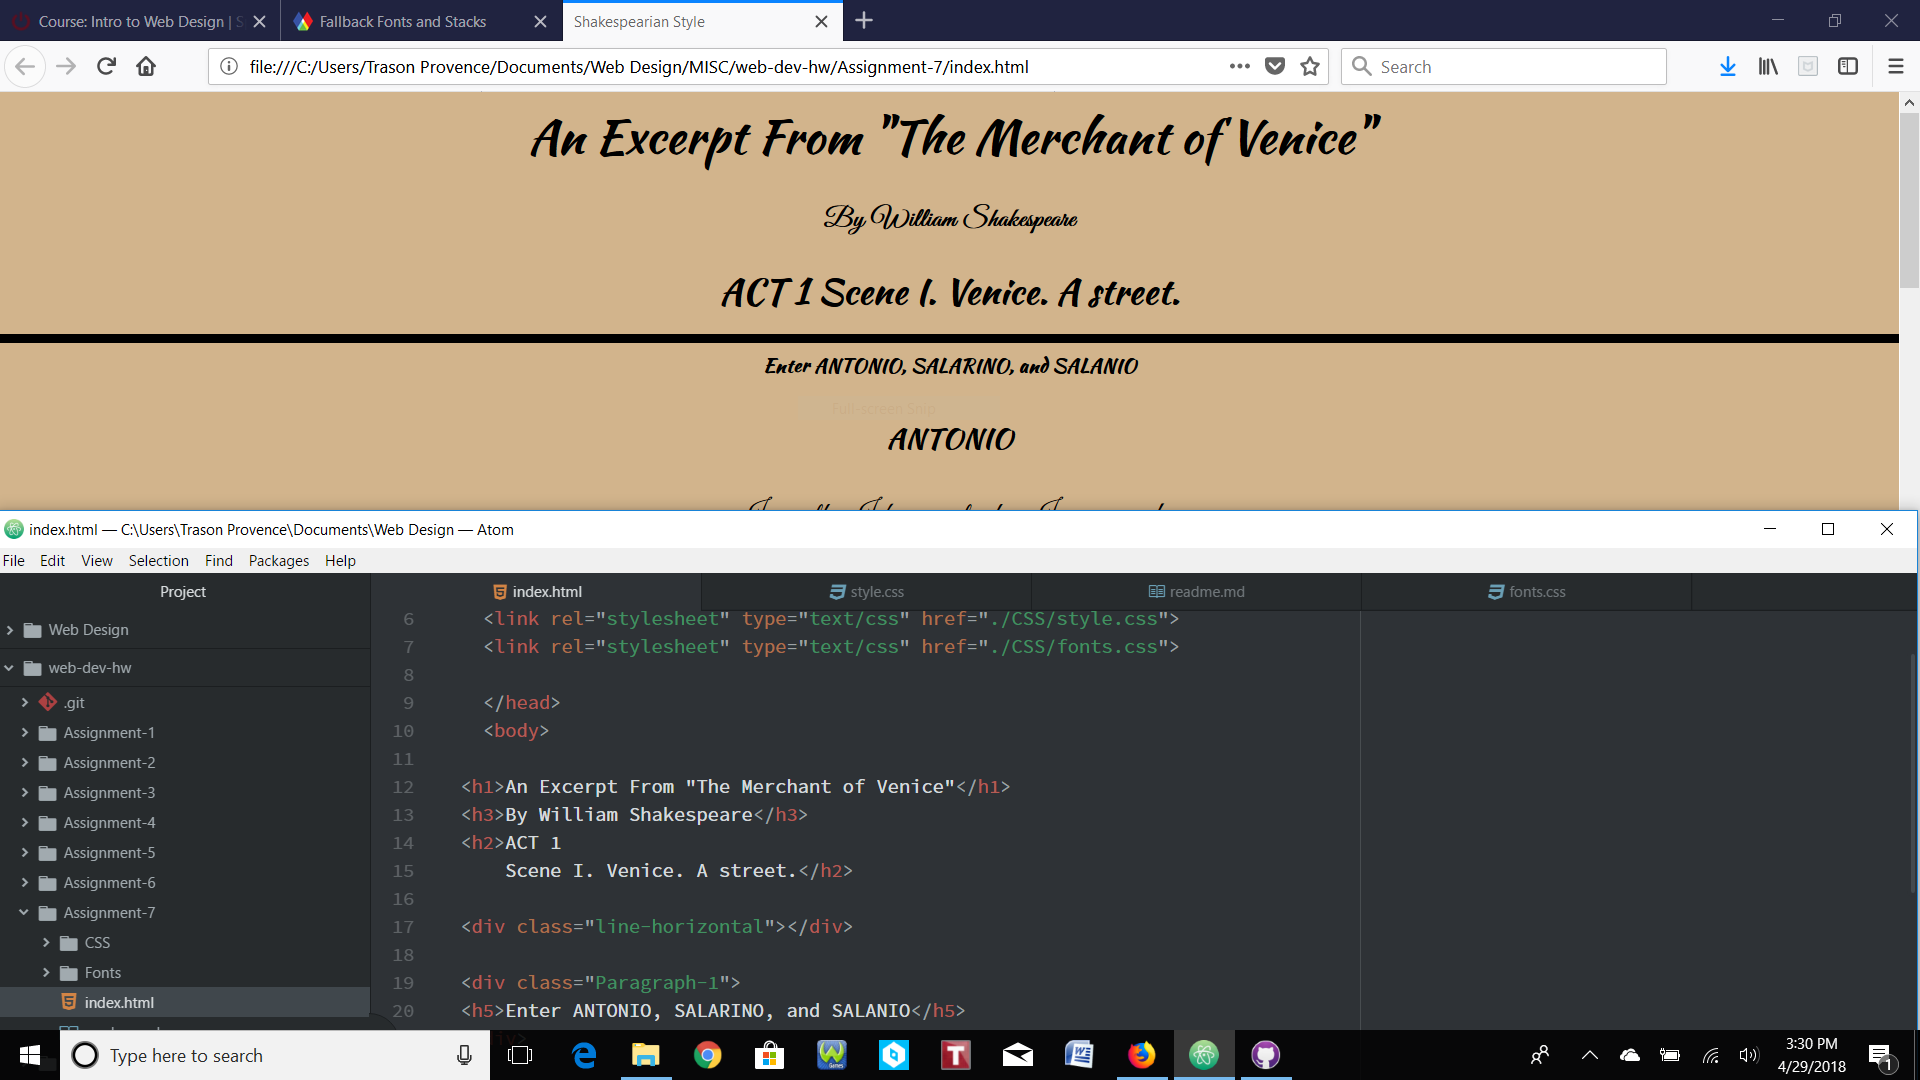 Course: Intro to Web Design | S
Fallback Fonts and Stacks
Shakespearian Style
file:///C:/Users/Trason Provence/Documents/Web Design/MISC/web-dev-hw/Assignment-7/index.html
Search
An Excerpt From "The Merchant of Venice"
By William Shakespeare
ACT 1 Scene I. Venice. A street.
Enter ANTONIO, SALARINO, and SALANIO
Full-screen Snip
ANTONIO
index.html — C:\Users\Trason Provence\Documents\Web Design — Atom
File Edit View Selection Find Packages Help
Project
index.html
style.css
readme.md
fonts.css
Web Design
web-dev-hw
.git
Assignment-1
Assignment-2
Assignment-3
Assignment-4
Assignment-5
Assignment-6
Assignment-7
CSS
Fonts
index.html
6 <link rel="stylesheet" type="text/css" href="./CSS/style.css">
7 <link rel="stylesheet" type="text/css" href="./CSS/fonts.css">
8
9 </head>
10 <body>
11
12 <h1>An Excerpt From "The Merchant of Venice"</h1>
13 <h3>By William Shakespeare</h3>
14 <h2>ACT 1
15 Scene I. Venice. A street.</h2>
16
17 <div class="line-horizontal"></div>
18
19 <div class="Paragraph-1">
20 <h5>Enter ANTONIO, SALARINO, and SALANIO</h5>
Type here to search
3:30 PM
4/29/2018
1